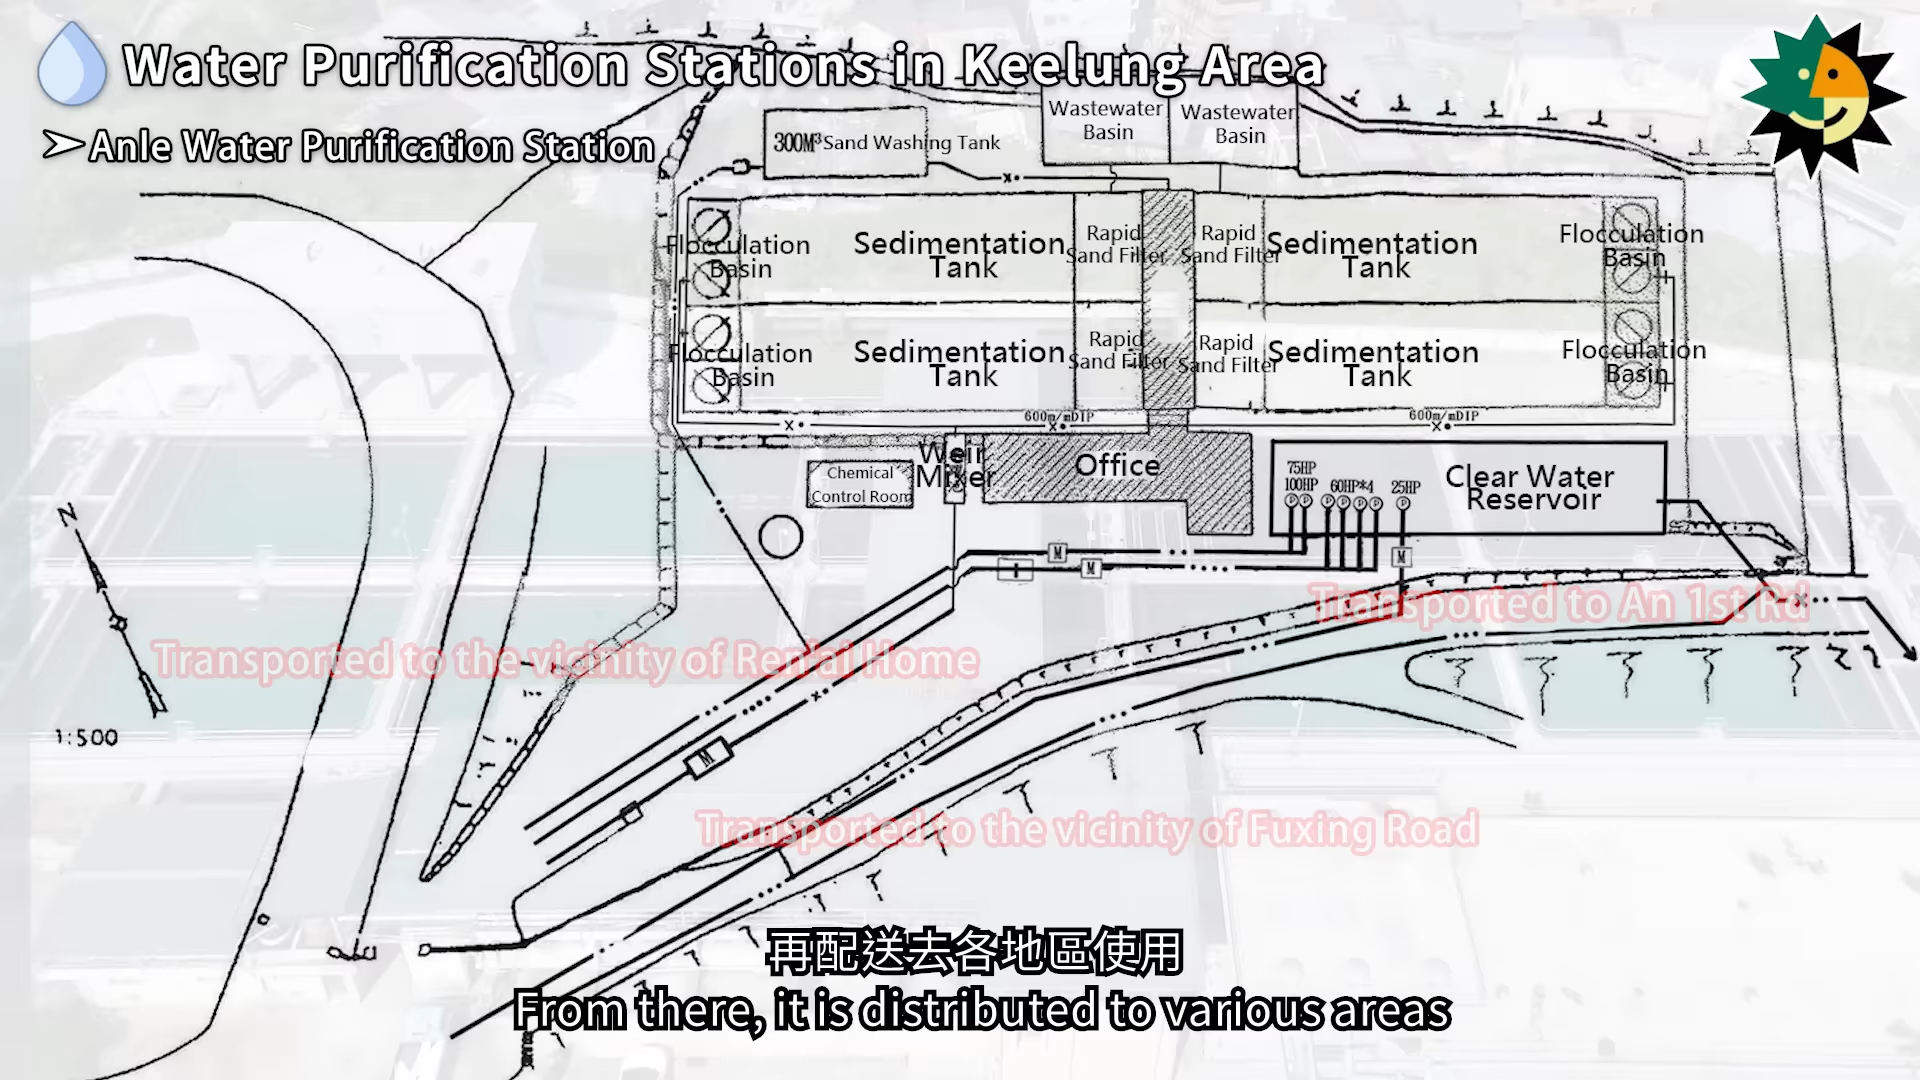 Water Purification Stations in Keelung Area
Anle Water Purification Station
Wastewater
Basin
Wastewater
Basin
300M³ Sand Washing Tank
Flocculation
Basin
Sedimentation
Tank
Rapid
Sand Filter
Rapid
Sand Filter
Sedimentation
Tank
Flocculation
Basin
Flocculation
Basin
Sedimentation
Tank
Rapid
Sand Filter
Rapid
Sand Filter
Sedimentation
Tank
Flocculation
Basin
600m/mDIP
600m/mDIP
Chemical
Control Room
Weir
Mixer
Office
75HP
100HP
60HP*4
25HP
P P P P P P P
Clear Water
Reservoir
N
M
M
M
Transported to An 1st Rd
Transported to the vicinity of Ren'ai Home
1:500
M
Transported to the vicinity of Fuxing Road
再配送去各地區使用
From there, it is distributed to various areas